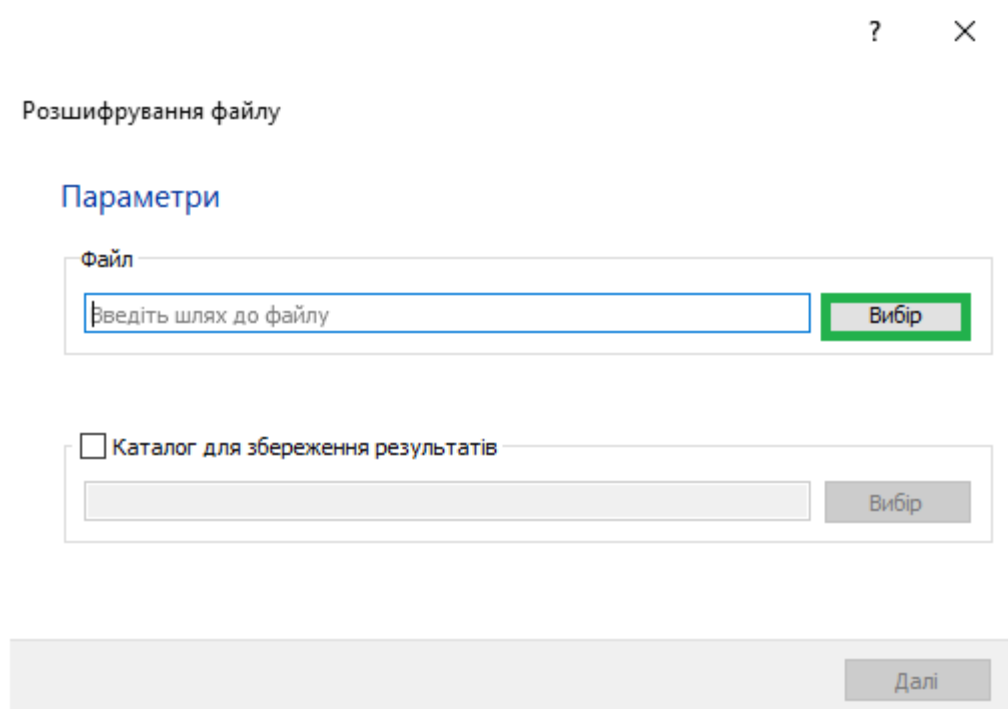 ?
Розшифрування файлу
Параметри
Файл
Введіть шлях до файлу
Вибір
Каталог для збереження результатів
Вибір
Далі